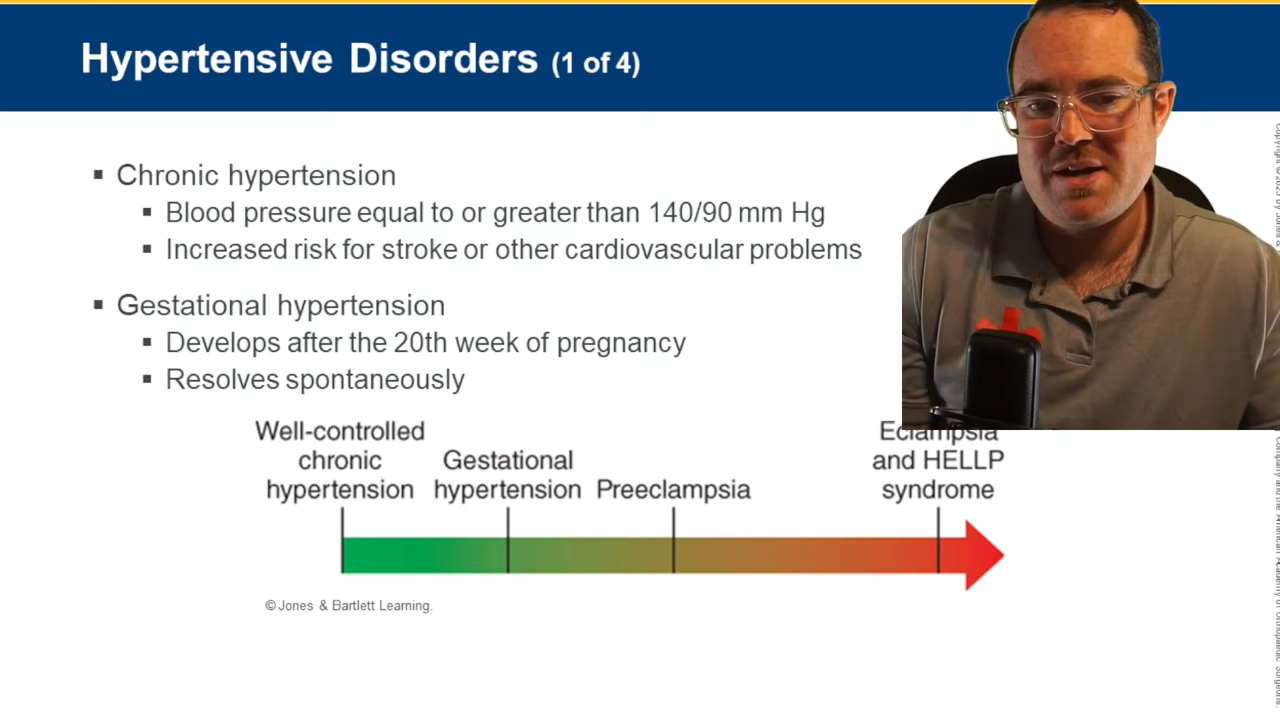 Hypertensive Disorders (1 of 4)
▪ Chronic hypertension
▪ Blood pressure equal to or greater than 140/90 mm Hg
▪ Increased risk for stroke or other cardiovascular problems
▪ Gestational hypertension
▪ Develops after the 20th week of pregnancy
▪ Resolves spontaneously
Well-controlled
chronic
hypertension
Gestational
hypertension
Preeclampsia
Eclampsia
and HELLP
syndrome
© Jones & Bartlett Learning.